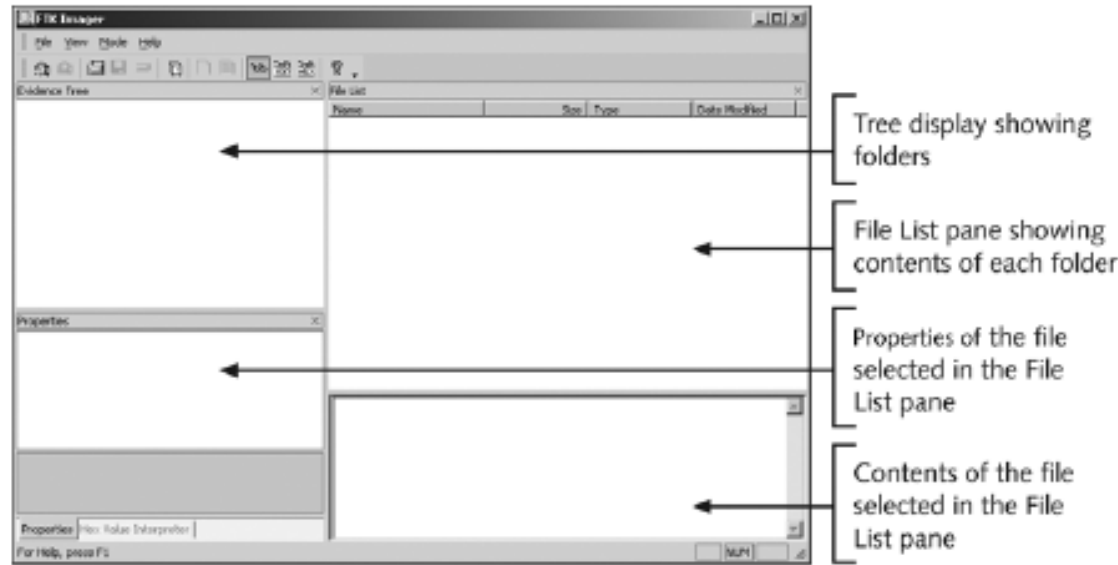 FTK Imager
File View Mode Help
Evidence Tree
File List
Name Size Type Date Modified
Tree display showing
folders
File List pane showing
contents of each folder
Properties
Properties of the file
selected in the File
List pane
Contents of the file
selected in the File
List pane
Properties Hex Value Interpreter
For Help, press F1
NUM